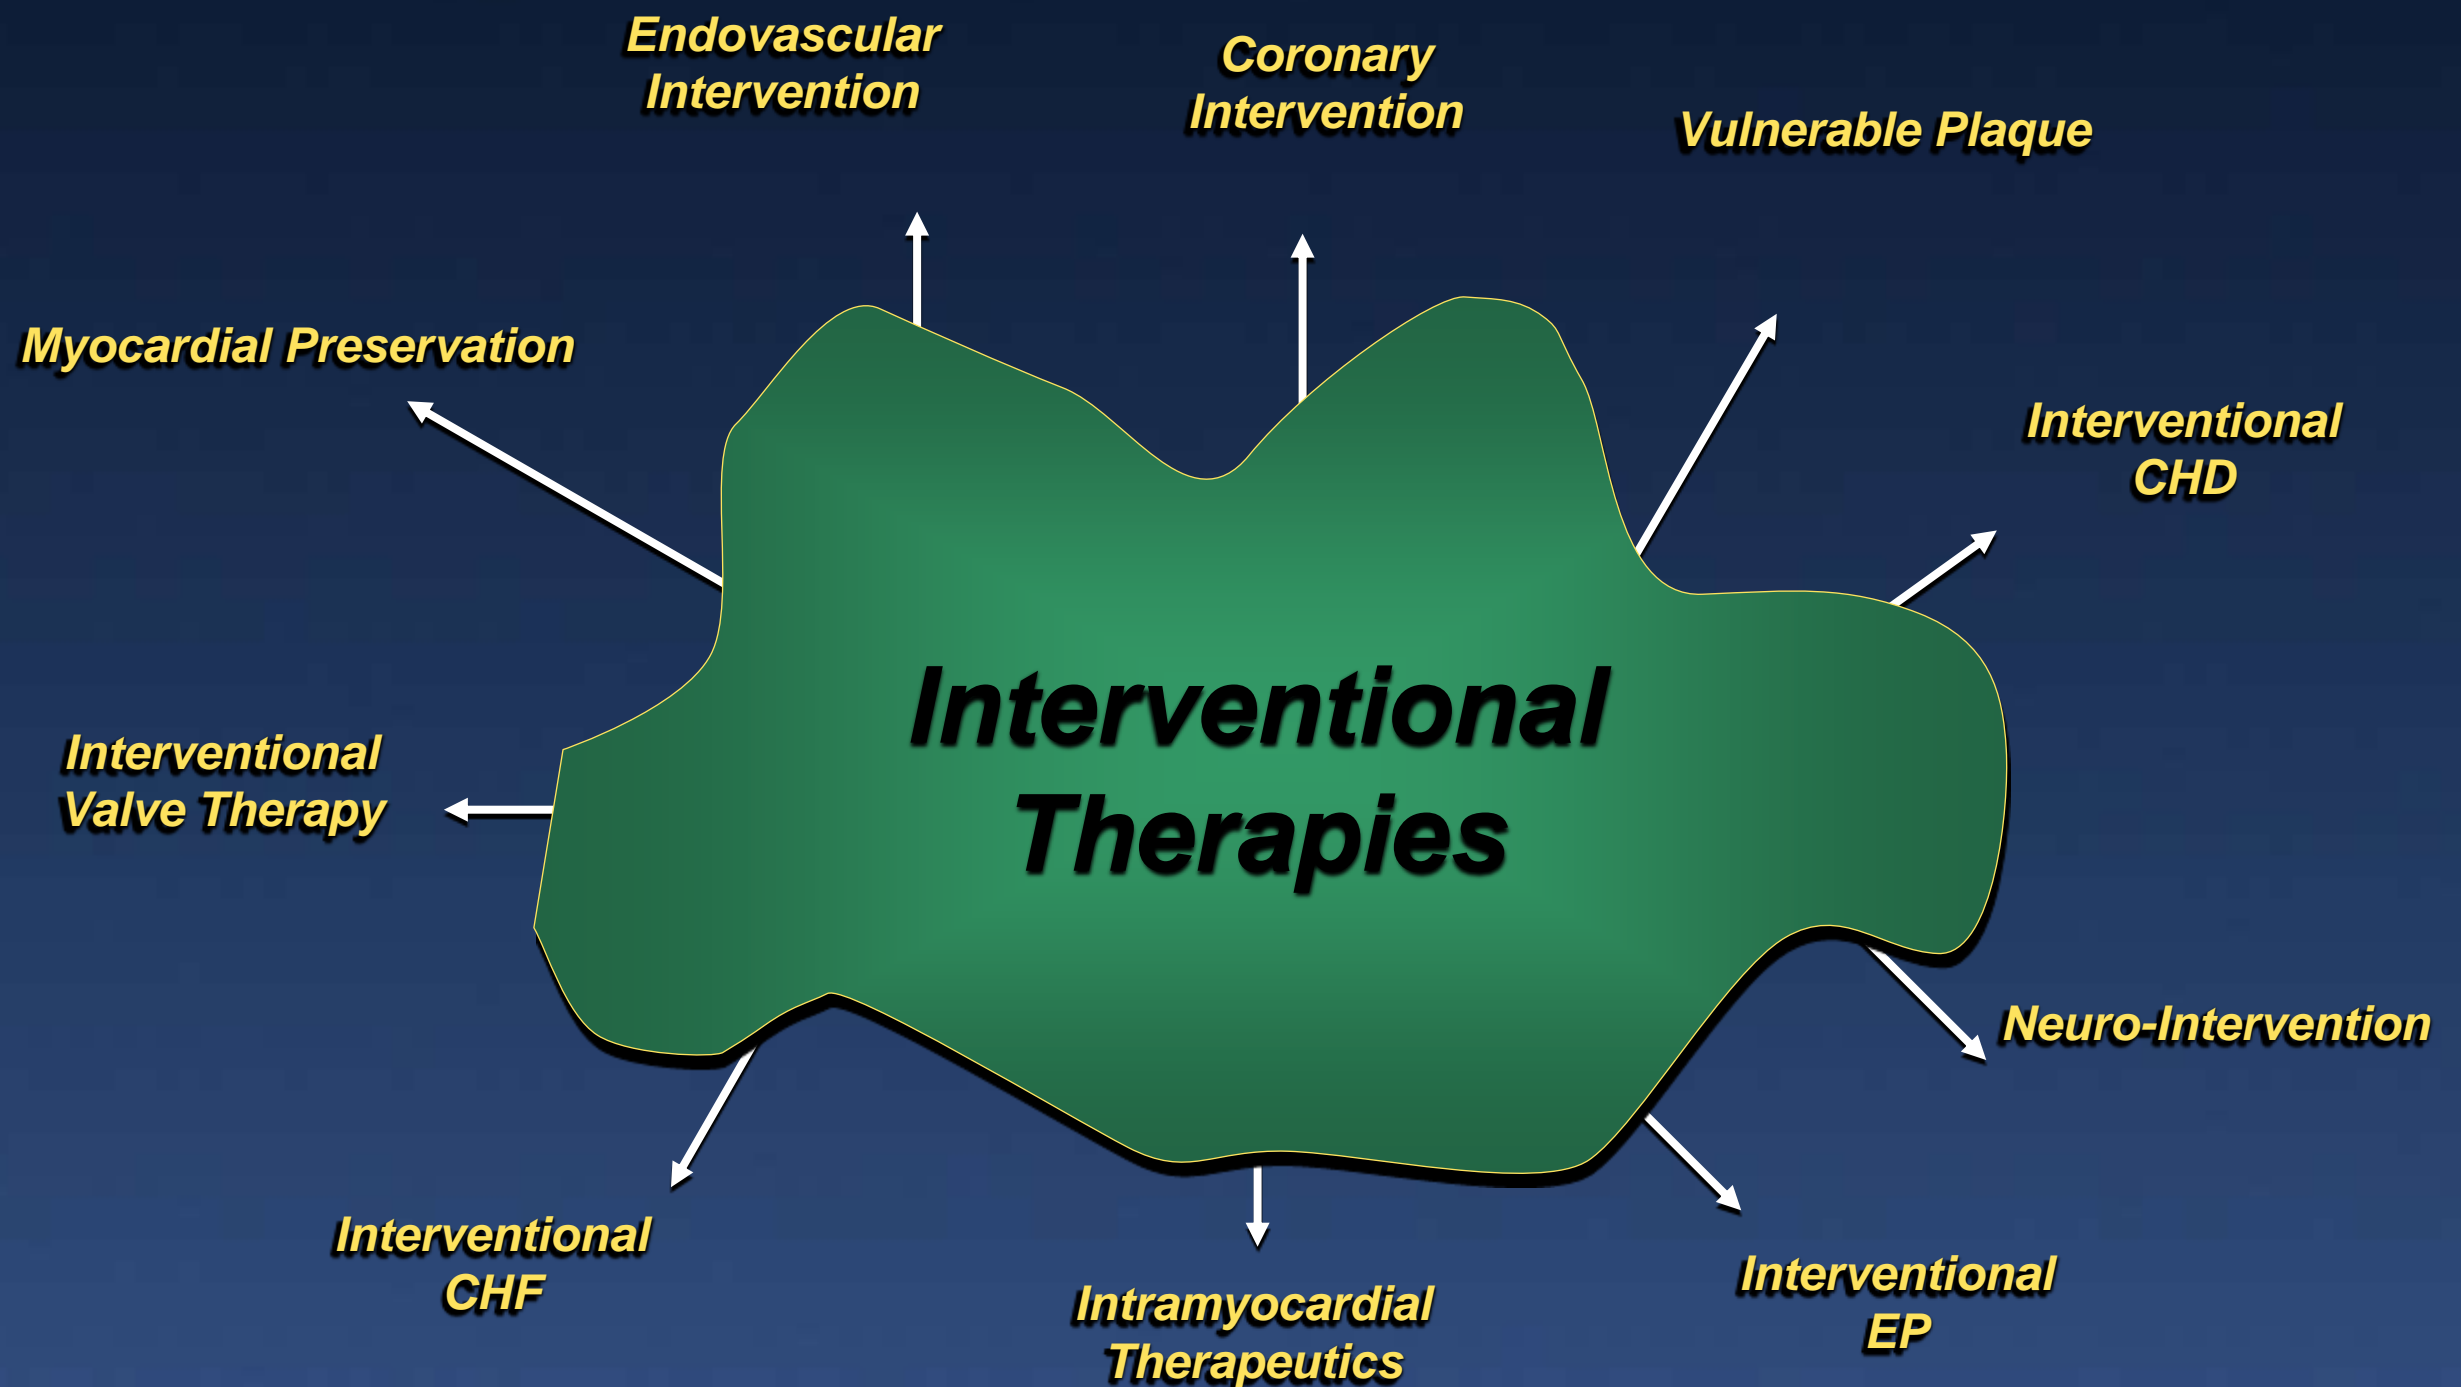 Endovascular
Intervention
Coronary
Intervention
Vulnerable Plaque
Myocardial Preservation
Interventional
CHD
Interventional
Therapies
Interventional
Valve Therapy
Neuro-Intervention
Interventional
CHF
Intramyocardial
Therapeutics
Interventional
EP